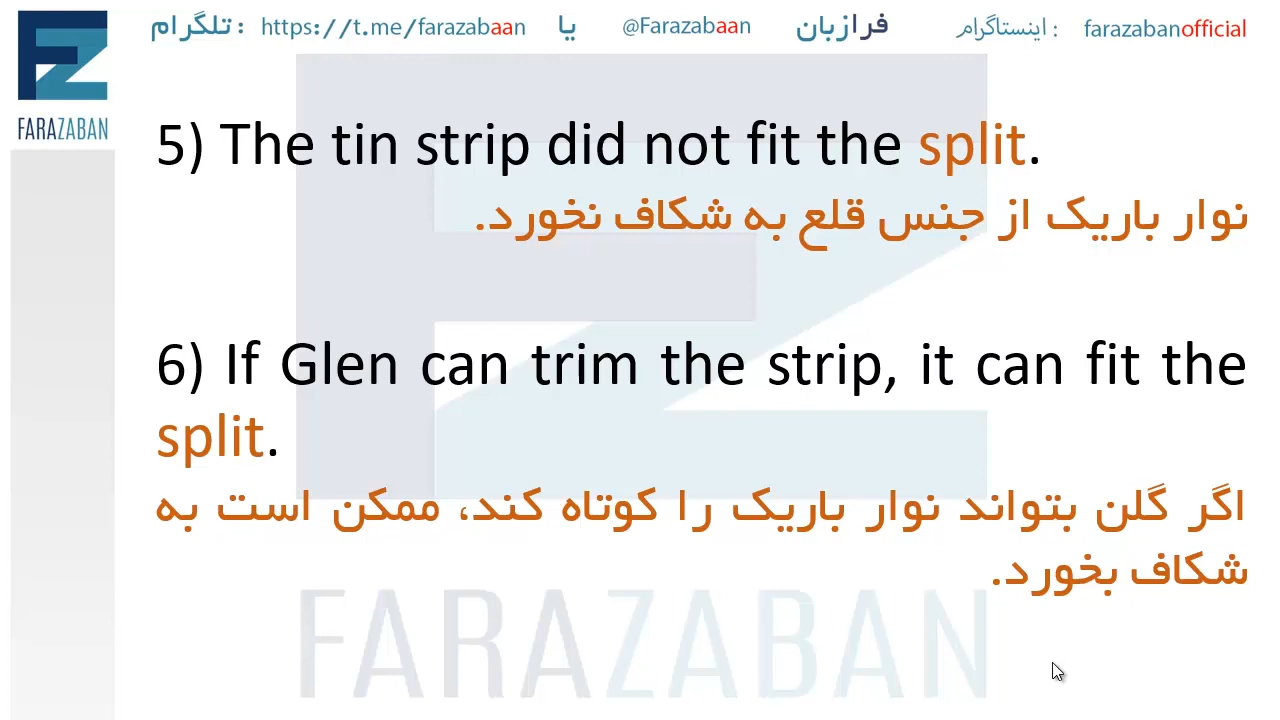 تلگرام : https://t.me/farazabaan یا @Farazabaan فرازبان اینستاگرام : farazabanofficial
FZ
FARAZABAN
5) The tin strip did not fit the split.
نوار باریک از جنس قلع به شکاف نخورد.
6) If Glen can trim the strip, it can fit the
split.
اگر گلن بتواند نوار باریک را کوتاه کند، ممکن است به
شکاف بخورد.
FARAZABAN